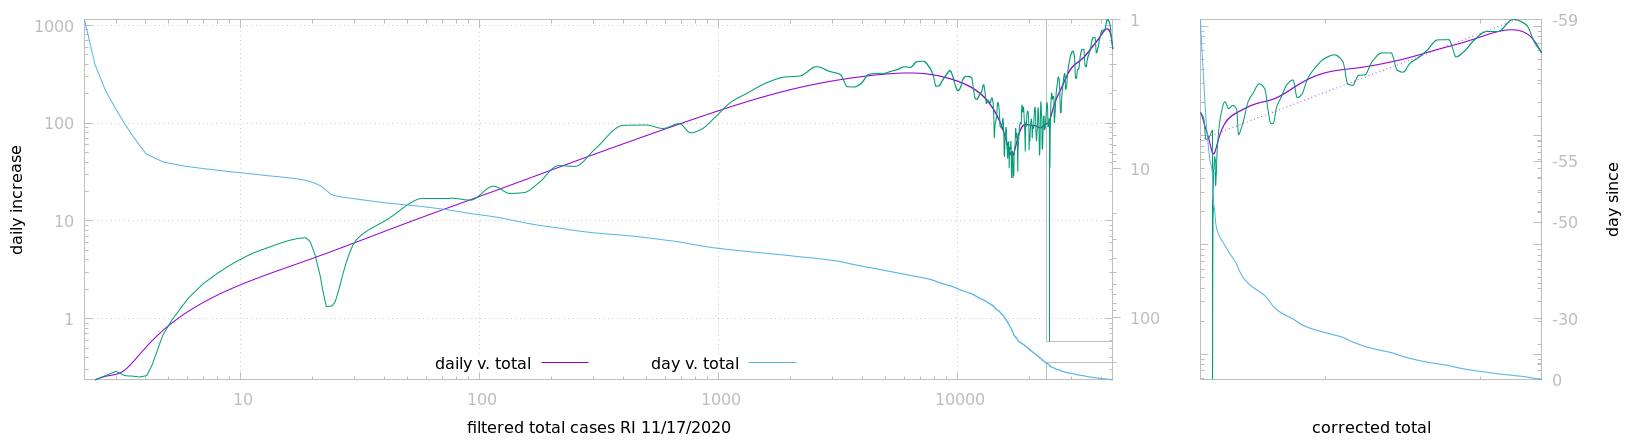 1000
100
10
1
daily increase
daily v. total
day v. total
10
100
1000
10000
filtered total cases RI 11/17/2020
1
10
100
-59
-55
-50
-30
0
day since
corrected total